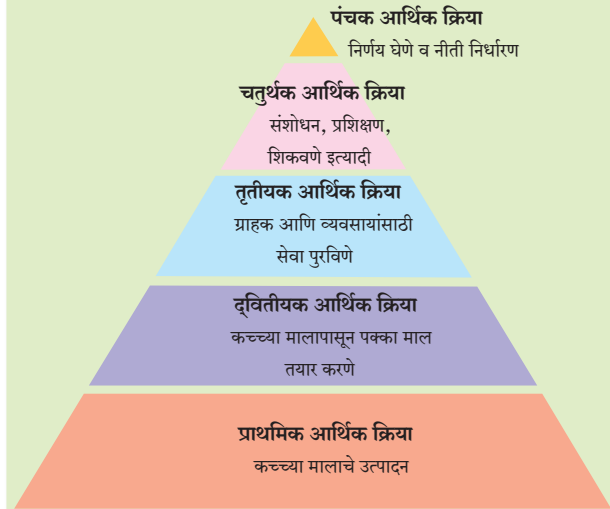 पंचक आर्थिक क्रिया
निर्णय घेणे व नीती निर्धारण
चतुर्थक आर्थिक क्रिया
संशोधन, प्रशिक्षण,
शिकवणे इत्यादी
तृतीयक आर्थिक क्रिया
ग्राहक आणि व्यवसायांसाठी
सेवा पुरविणे
द्‌वितीयक आर्थिक क्रिया
कच्च्या मालापासून पक्का माल
तयार करणे
प्राथमिक आर्थिक क्रिया
कच्च्या मालाचे उत्पादन